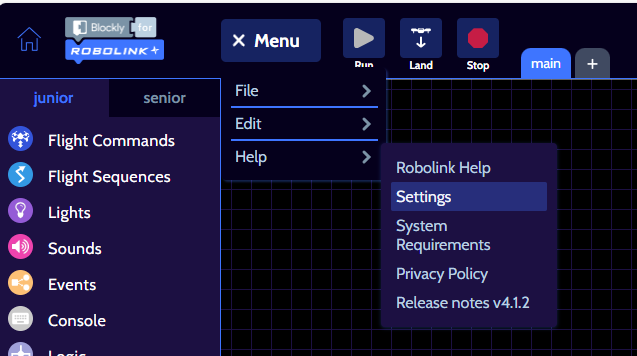 Blockly for
ROBOLINK+
× Menu
Run
Land
Stop
main
+
junior
senior
File
Edit
Help
Robolink Help
Settings
System
Requirements
Privacy Policy
Release notes v4.1.2
Flight Commands
Flight Sequences
Lights
Sounds
Events
Console
Logic